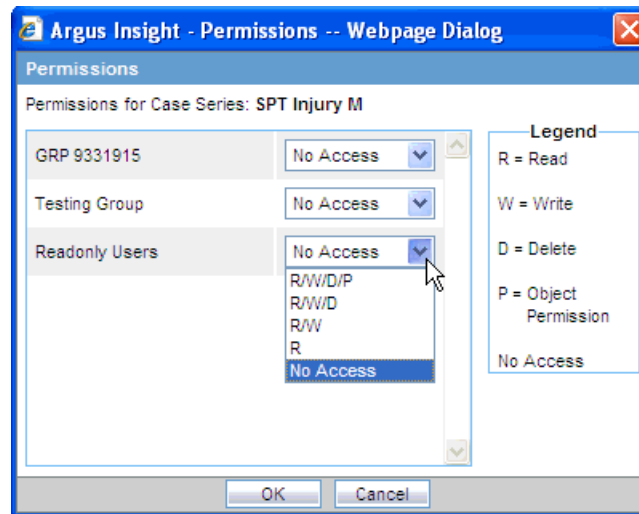 Argus Insight - Permissions -- Webpage Dialog
Permissions
Permissions for Case Series: SPT Injury M
GRP 9331915
No Access
Testing Group
No Access
Readonly Users
No Access
R/W/D/P
R/W/D
R/W
R
No Access
Legend
R = Read
W = Write
D = Delete
P = Object
Permission
No Access
OK
Cancel